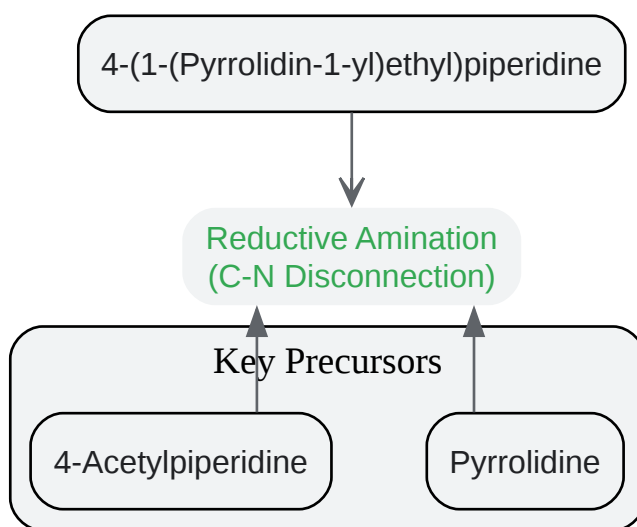 4-(1-(Pyrrolidin-1-yl)ethyl)piperidine
Reductive Amination
(C-N Disconnection)
Key Precursors
4-Acetylpiperidine
Pyrrolidine